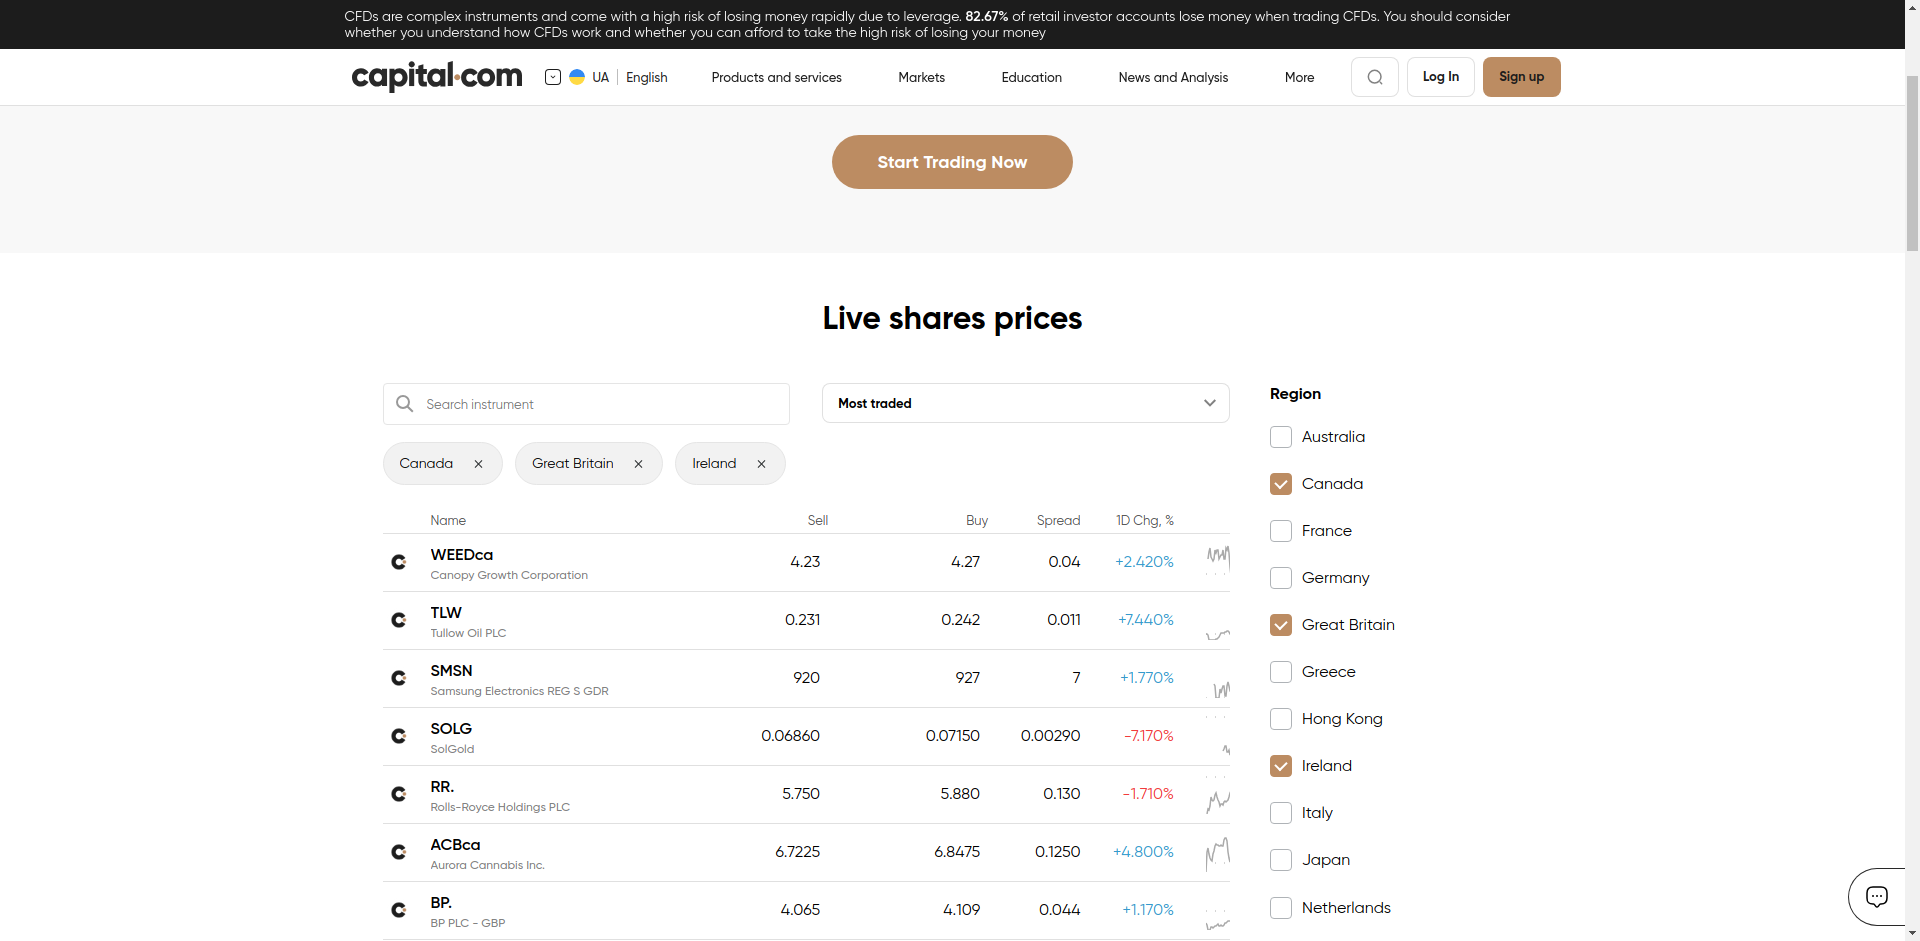 CFDs are complex instruments and come with a high risk of losing money rapidly due to leverage. 82.67% of retail investor accounts lose money when trading CFDs. You should consider
whether you understand how CFDs work and whether you can afford to take the high risk of losing your money
capital.com UA English Products and services Markets Education News and Analysis More Log In Sign up
Start Trading Now
Live shares prices
Search instrument
Most traded
Canada Great Britain Ireland
Name Sell Buy Spread 1D Chg, %
WEEDca
Canopy Growth Corporation
4.23 4.27 0.04 +2.420%
TLW
Tullow Oil PLC
0.231 0.242 0.011 +7.440%
SMSN
Samsung Electronics REG S GDR
920 927 7 +1.770%
SOLG
SolGold
0.06860 0.07150 0.00290 -7.170%
RR.
Rolls-Royce Holdings PLC
5.750 5.880 0.130 -1.710%
ACBca
Aurora Cannabis Inc.
6.7225 6.8475 0.1250 +4.800%
BP.
BP PLC - GBP
4.065 4.109 0.044 +1.170%
Region
Australia
Canada
France
Germany
Great Britain
Greece
Hong Kong
Ireland
Italy
Japan
Netherlands